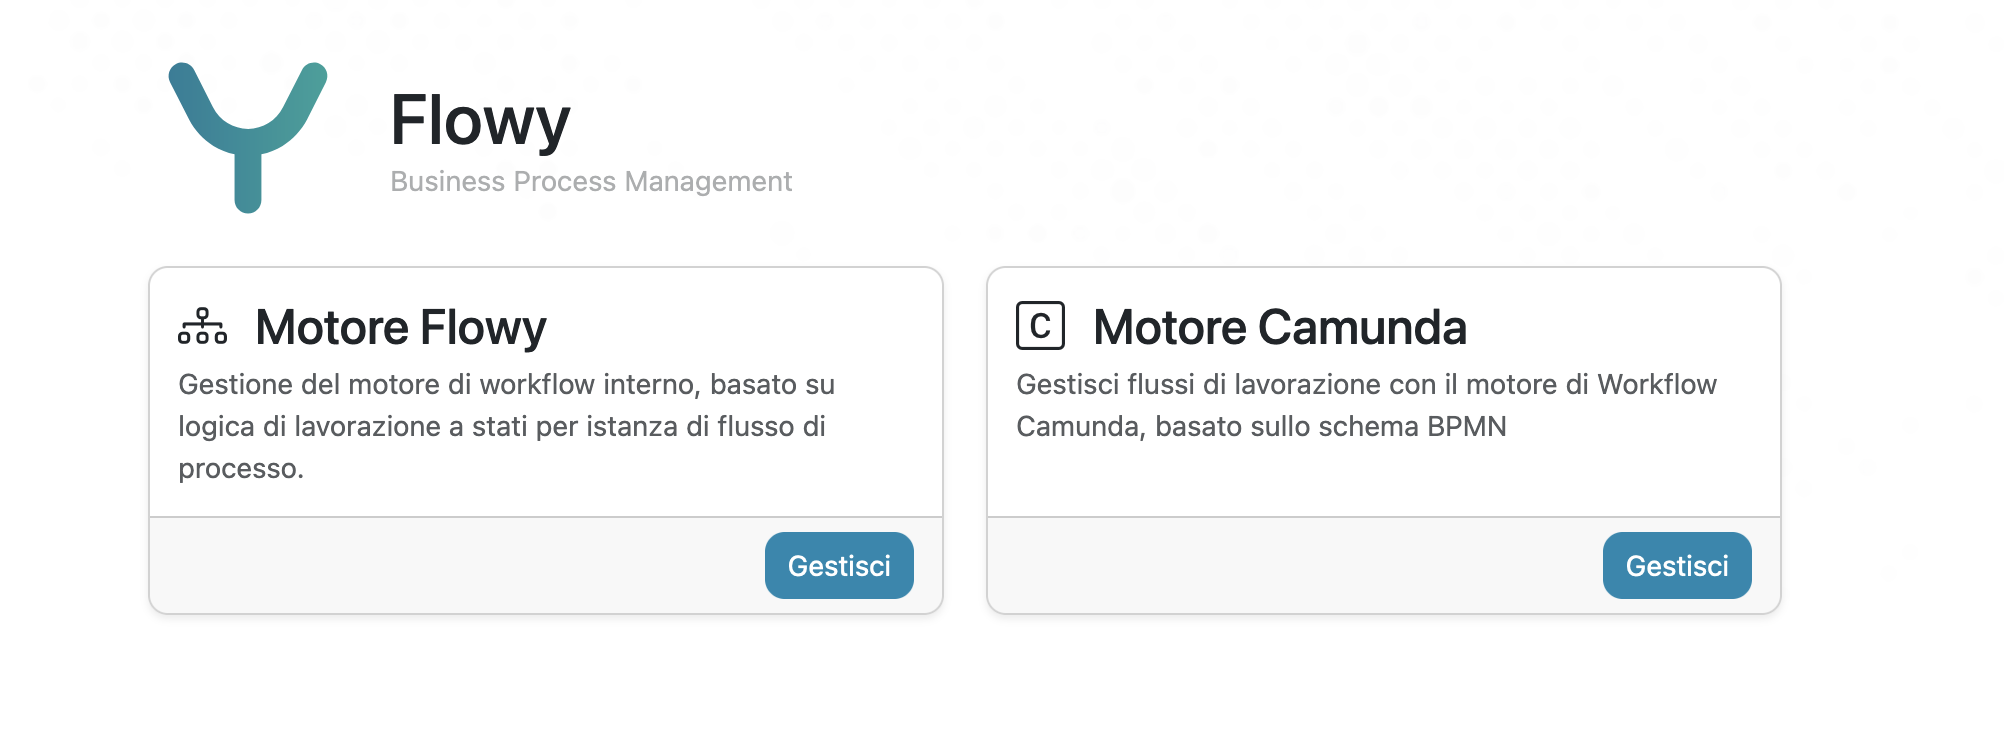 Flowy
Business Process Management
Motore Flowy
Gestione del motore di workflow interno, basato su
logica di lavorazione a stati per istanza di flusso di
processo.
Gestisci
C
Motore Camunda
Gestisci flussi di lavorazione con il motore di Workflow
Camunda, basato sullo schema BPMN
Gestisci